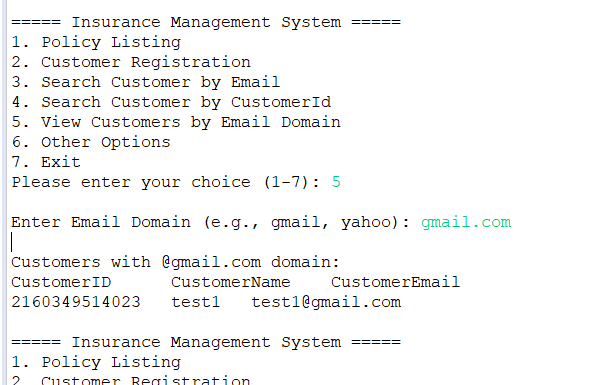 ===== Insurance Management System =====
1. Policy Listing
2. Customer Registration
3. Search Customer by Email
4. Search Customer by CustomerId
5. View Customers by Email Domain
6. Other Options
7. Exit
Please enter your choice (1-7): 5
Enter Email Domain (e.g., gmail, yahoo): gmail.com
Customers with @gmail.com domain:
CustomerID      CustomerName    CustomerEmail
2160349514023   test1   test1@gmail.com
===== Insurance Management System =====
1. Policy Listing
2. Customer Registration